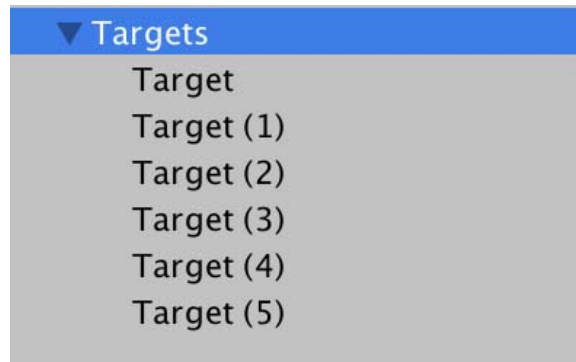 Targets
Target
Target (1)
Target (2)
Target (3)
Target (4)
Target (5)